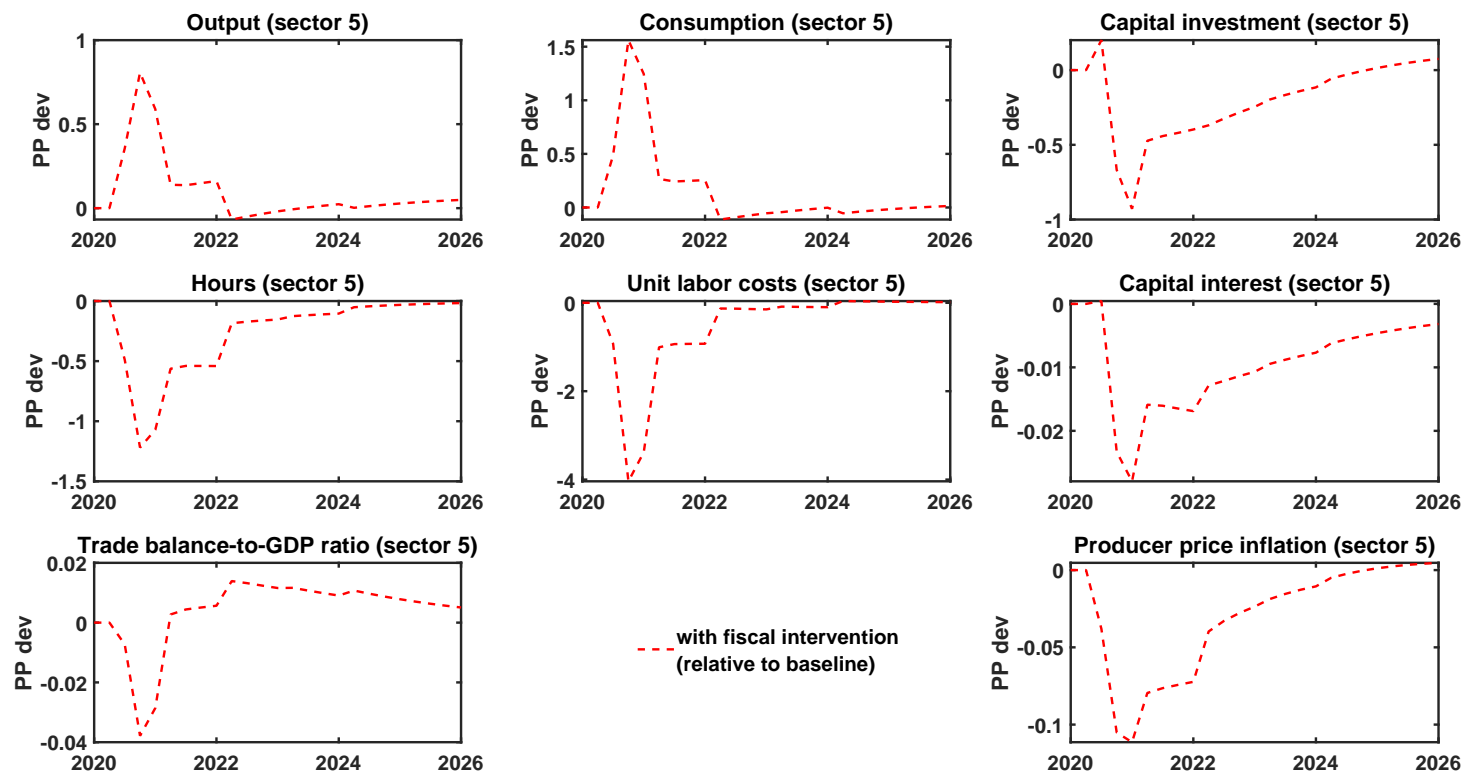 Output (sector 5)
Consumption (sector 5)
Capital investment (sector 5)
PP dev
1
0.5
0
2020 2022 2024 2026
PP dev
1.5
1
0.5
0
2020 2022 2024 2026
PP dev
0
-0.5
-1
2020 2022 2024 2026
Hours (sector 5)
Unit labor costs (sector 5)
Capital interest (sector 5)
PP dev
0
-0.5
-1
-1.5
2020 2022 2024 2026
PP dev
0
-2
-4
2020 2022 2024 2026
PP dev
0
-0.01
-0.02
2020 2022 2024 2026
Trade balance-to-GDP ratio (sector 5)
Producer price inflation (sector 5)
PP dev
0.02
0
-0.02
-0.04
2020 2022 2024 2026
with fiscal intervention
(relative to baseline)
PP dev
0
-0.05
-0.1
2020 2022 2024 2026